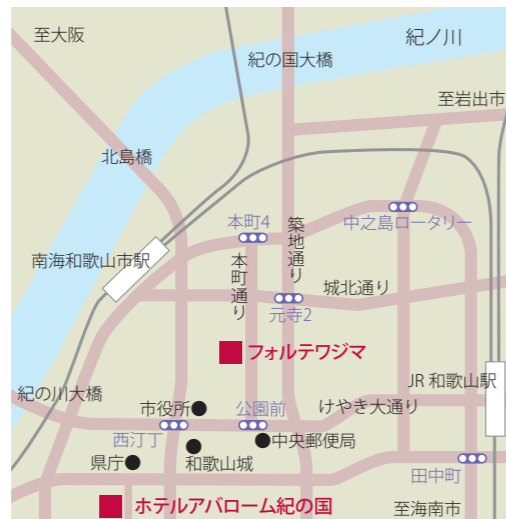 至大阪
紀ノ川
紀の国大橋
至岩出市
北島橋
本町4
築地通り
中之島ロータリー
南海和歌山市駅
本町通り
城北通り
元寺2
フォルテワジマ
JR 和歌山駅
紀の川大橋
市役所
公園前
けやき大通り
西汀丁
中央郵便局
県庁
和歌山城
田中町
ホテルアバローム紀の国
至海南市